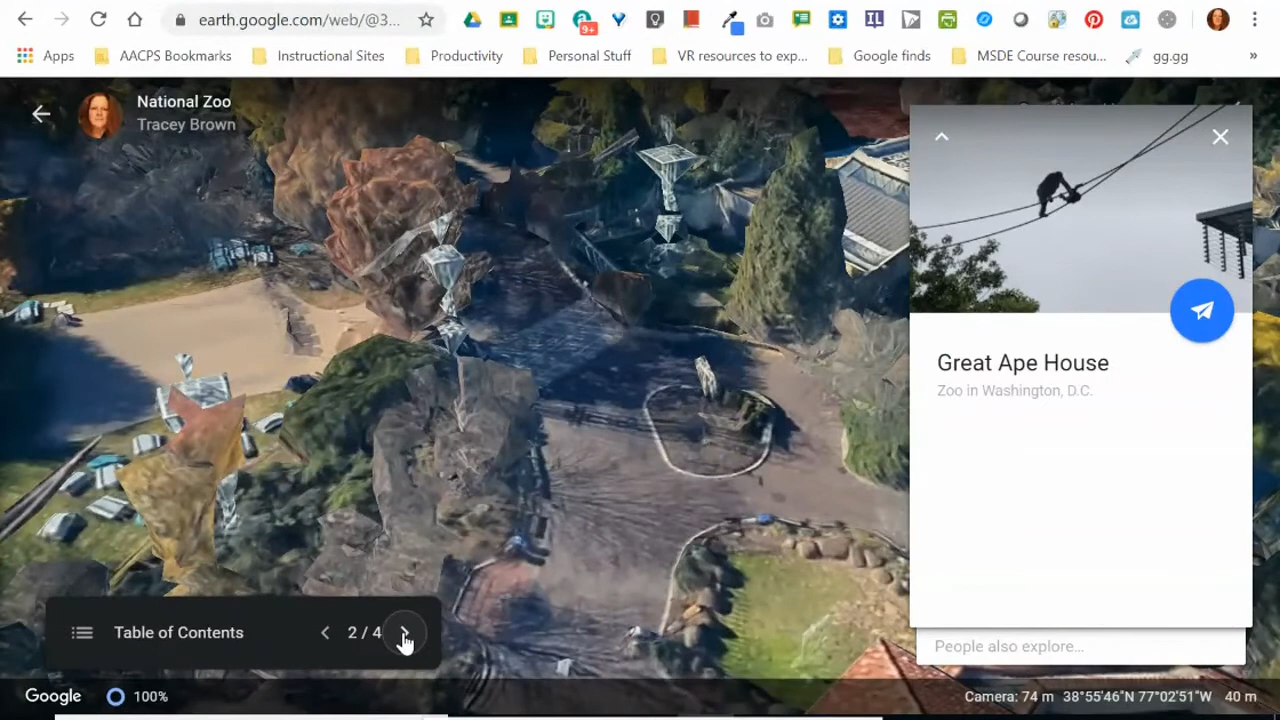 earth.google.com/web/@3...
9+
IL
Apps
AACPS Bookmarks
Instructional Sites
Productivity
Personal Stuff
VR resources to exp...
Google finds
MSDE Course resou...
gg.gg
»
National Zoo
Tracey Brown
Great Ape House
Zoo in Washington, D.C.
People also explore...
Table of Contents
2 / 4
Google
100%
Camera: 74 m 38°55'46"N 77°02'51"W 40 m